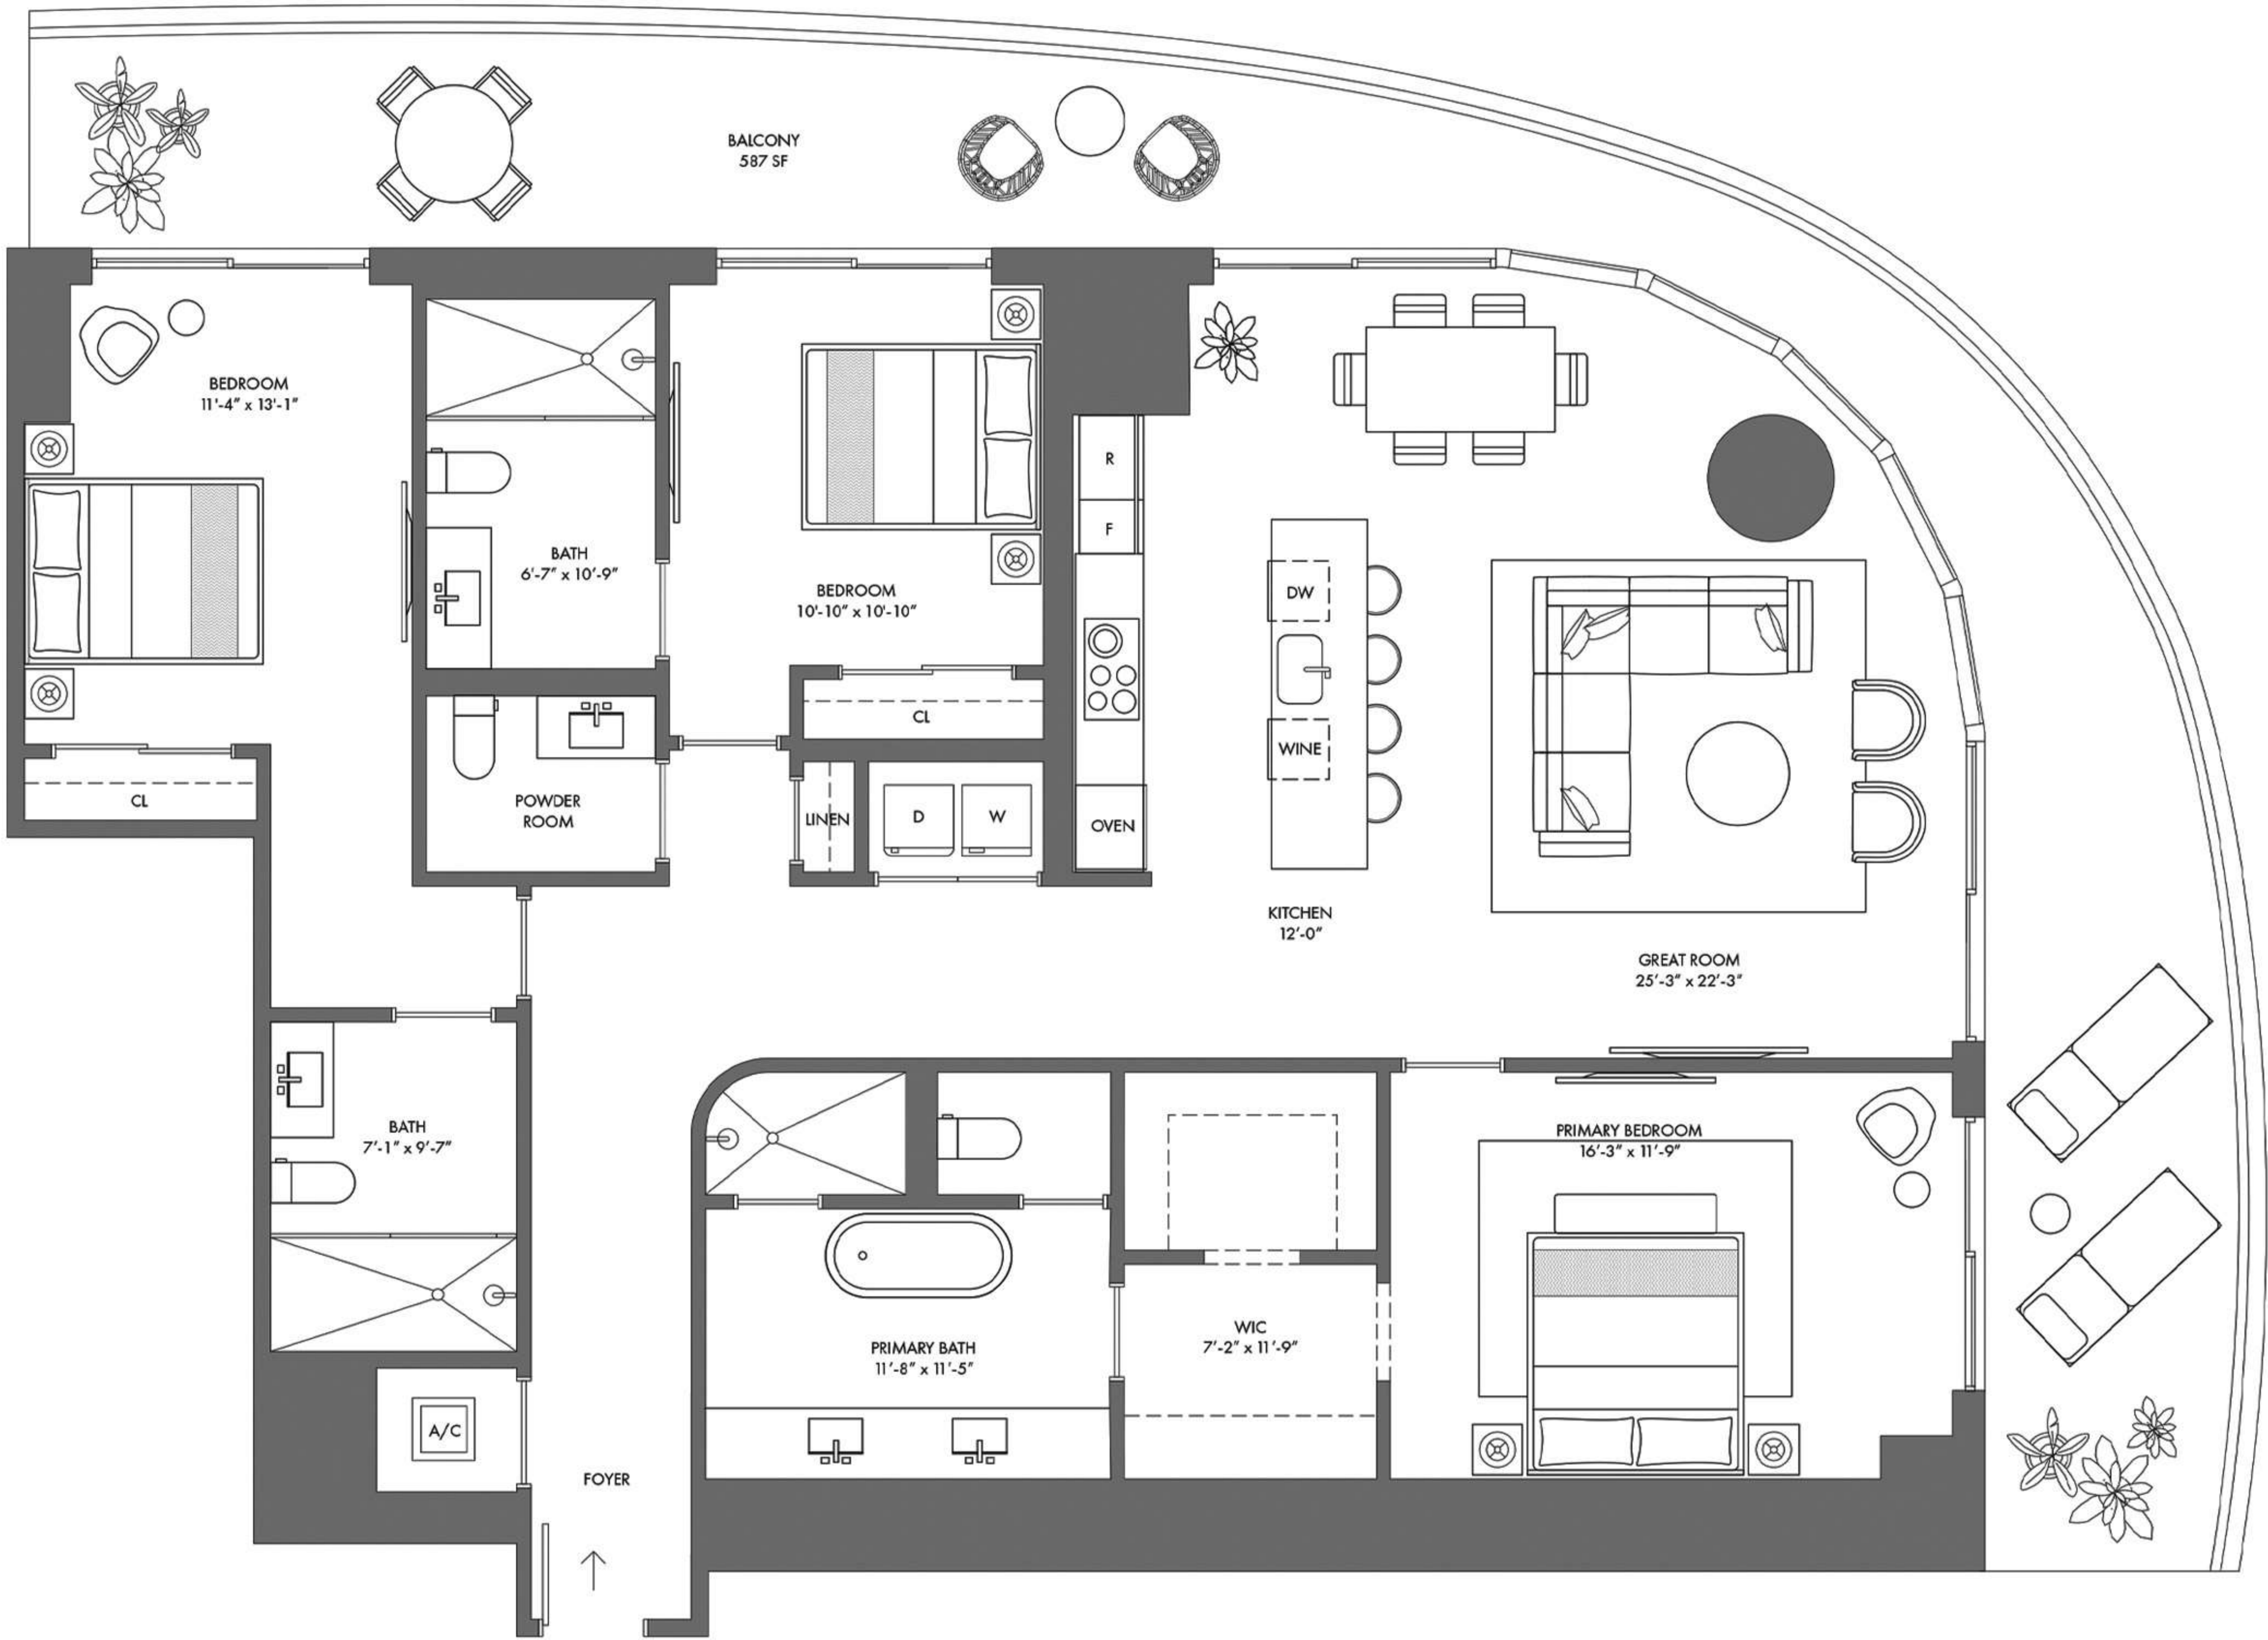 BALCONY
587 SF
BEDROOM
11'-4" x 13'-1"
BATH
6'-7" x 10'-9"
BEDROOM
10'-10" x 10'-10"
R
F
DW
WINE
OVEN
CL
CL
POWDER
ROOM
LINEN
D
W
KITCHEN
12'-0"
GREAT ROOM
25'-3" x 22'-3"
BATH
7'-1" x 9'-7"
PRIMARY BEDROOM
16'-3" x 11'-9"
PRIMARY BATH
11'-8" x 11'-5"
WIC
7'-2" x 11'-9"
A/C
FOYER